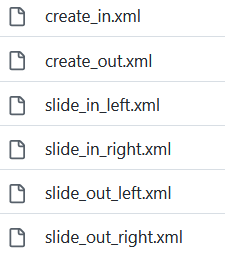 create_in.xml
create_out.xml
slide_in_left.xml
slide_in_right.xml
slide_out_left.xml
slide_out_right.xml